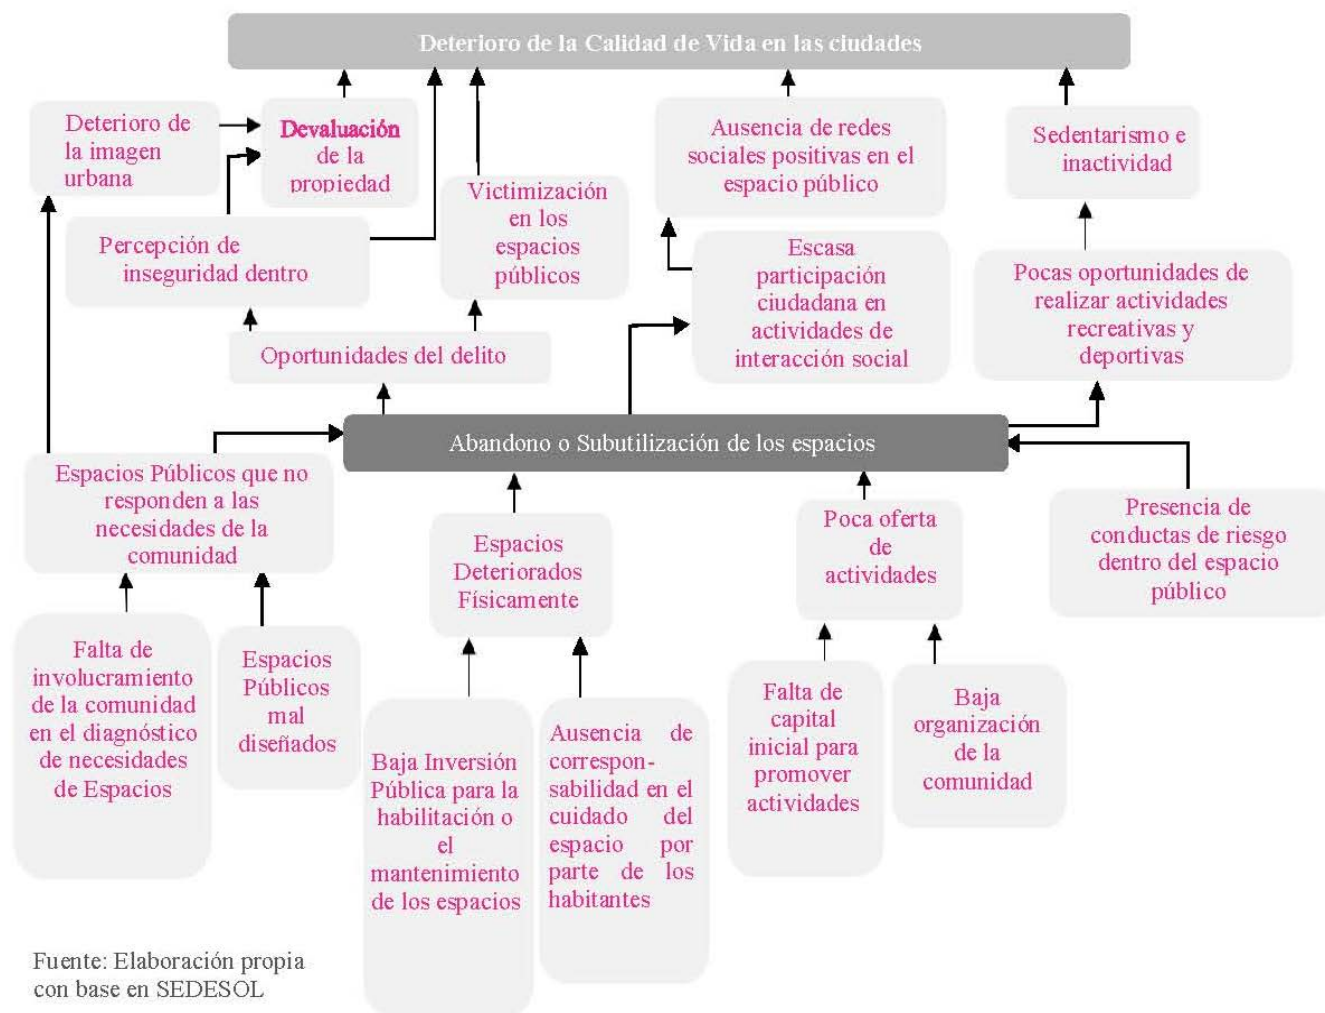 Deterioro de la Calidad de Vida en las ciudades
Deterioro de
la imagen
urbana
Devaluación
de la
propiedad
Ausencia de redes
sociales positivas en el
espacio público
Sedentarismo e
inactividad
Percepción de
inseguridad dentro
Victimización
en los
espacios
públicos
Escasa
participación
ciudadana en
actividades de
interacción social
Pocas oportunidades de
realizar actividades
recreativas y
deportivas
Oportunidades del delito
Abandono o Subutilización de los espacios
Espacios Públicos que no
responden a las
necesidades de la
comunidad
Espacios
Deteriorados
Físicamente
Poca oferta
de
actividades
Presencia de
conductas de riesgo
dentro del espacio
público
Falta de
involucramiento
de la comunidad
en el diagnóstico
de necesidades
de Espacios
Espacios
Públicos
mal
diseñados
Baja Inversión
Pública para la
habilitación o
el
mantenimiento
de los espacios
Ausencia de
correspon-
sabilidad en el
cuidado del
espacio por
parte de los
habitantes
Falta de
capital
inicial para
promover
actividades
Baja
organización
de la
comunidad
Fuente: Elaboración propia
con base en SEDESOL